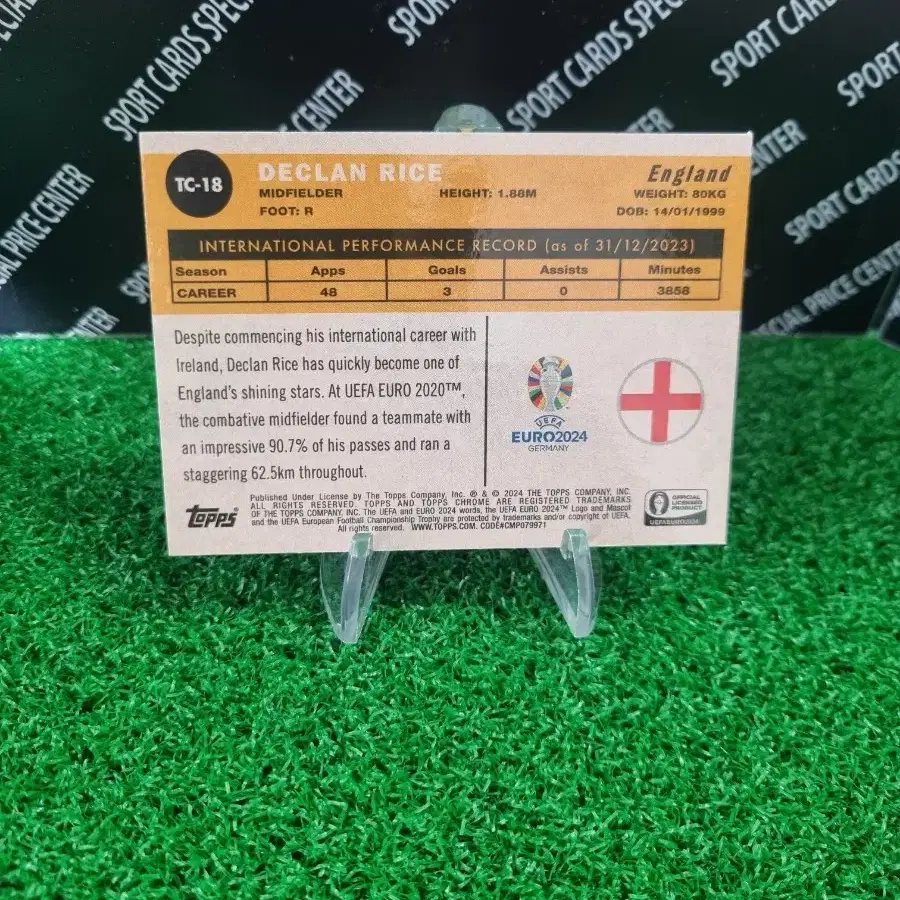 SPORT CARDS SPECIAL PRICE CENTER
TC-18
DECLAN RICE
England
MIDFIELDER
HEIGHT: 1.88M
WEIGHT: 80KG
FOOT: R
DOB: 14/01/1999
INTERNATIONAL PERFORMANCE RECORD (as of 31/12/2023)
Season Apps Goals Assists Minutes
CAREER 48 3 0 3858
Despite commencing his international career with
Ireland, Declan Rice has quickly become one of
England's shining stars. At UEFA EURO 2020™,
the combative midfielder found a teammate with
an impressive 90.7% of his passes and ran a
staggering 62.5km throughout.
UEFA
EURO2024
GERMANY
topps®
Published Under License by The Topps Company, Inc. ® & © 2024 THE TOPPS COMPANY, INC.
ALL RIGHTS RESERVED. TOPPS AND TOPPS CHROME ARE REGISTERED TRADEMARKS
OF THE TOPPS COMPANY, INC. The UEFA and EURO 2024 words, the UEFA EURO 2024™ Logo and Mascot
and the UEFA European Football Championship Trophy are protected by trademarks and/or copyright of UEFA.
All rights reserved. WWW.TOPPS.COM. CODE#CMP079971
OFFICIAL
LICENSED
PRODUCT
UEFA EURO2024